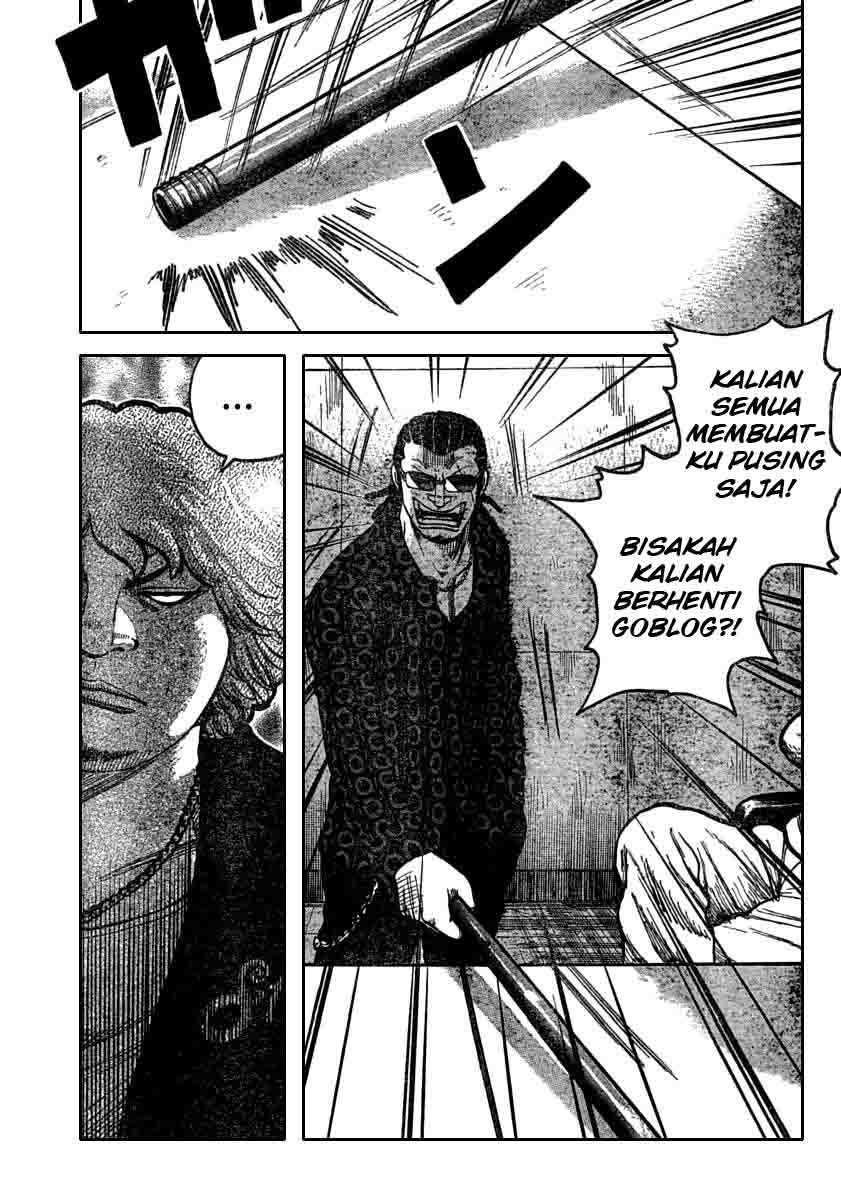 ガン
KALIAN
SEMUA
MEMBUAT-
KU PUSING
SAJA!
BISAKAH
KALIAN
BERHENTI
GOBLOG?!
...